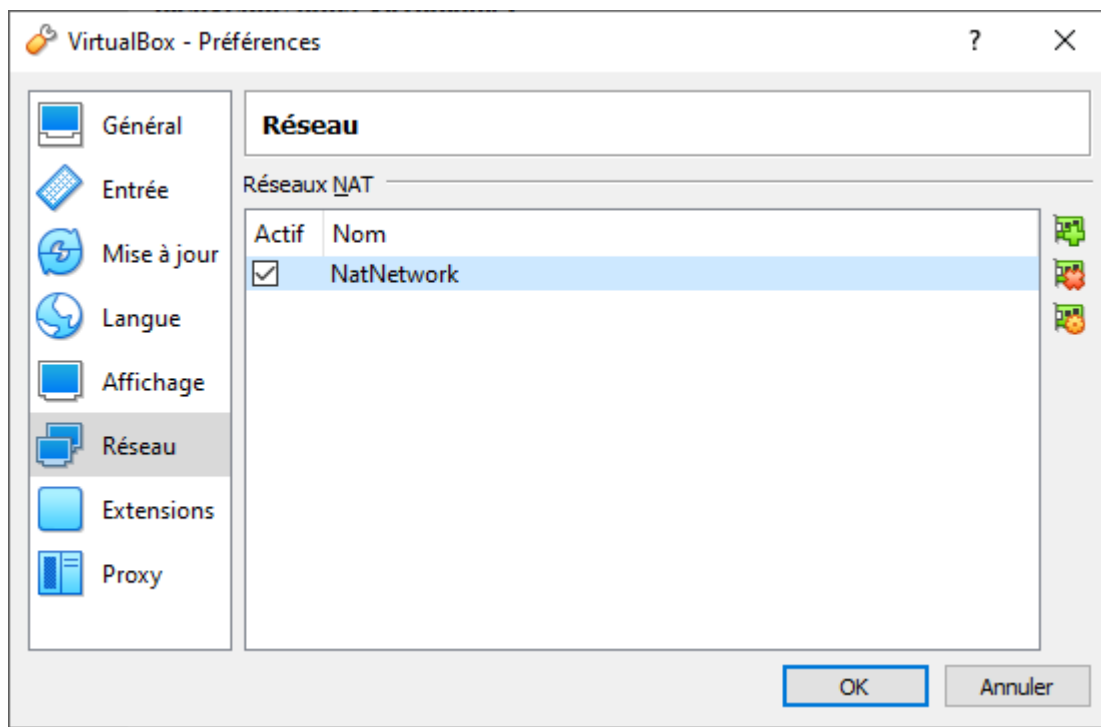 VirtualBox - Préférences
?
Général
Entrée
Mise à jour
Langue
Affichage
Réseau
Extensions
Proxy
Réseau
Réseaux NAT
Actif Nom
NatNetwork
OK
Annuler